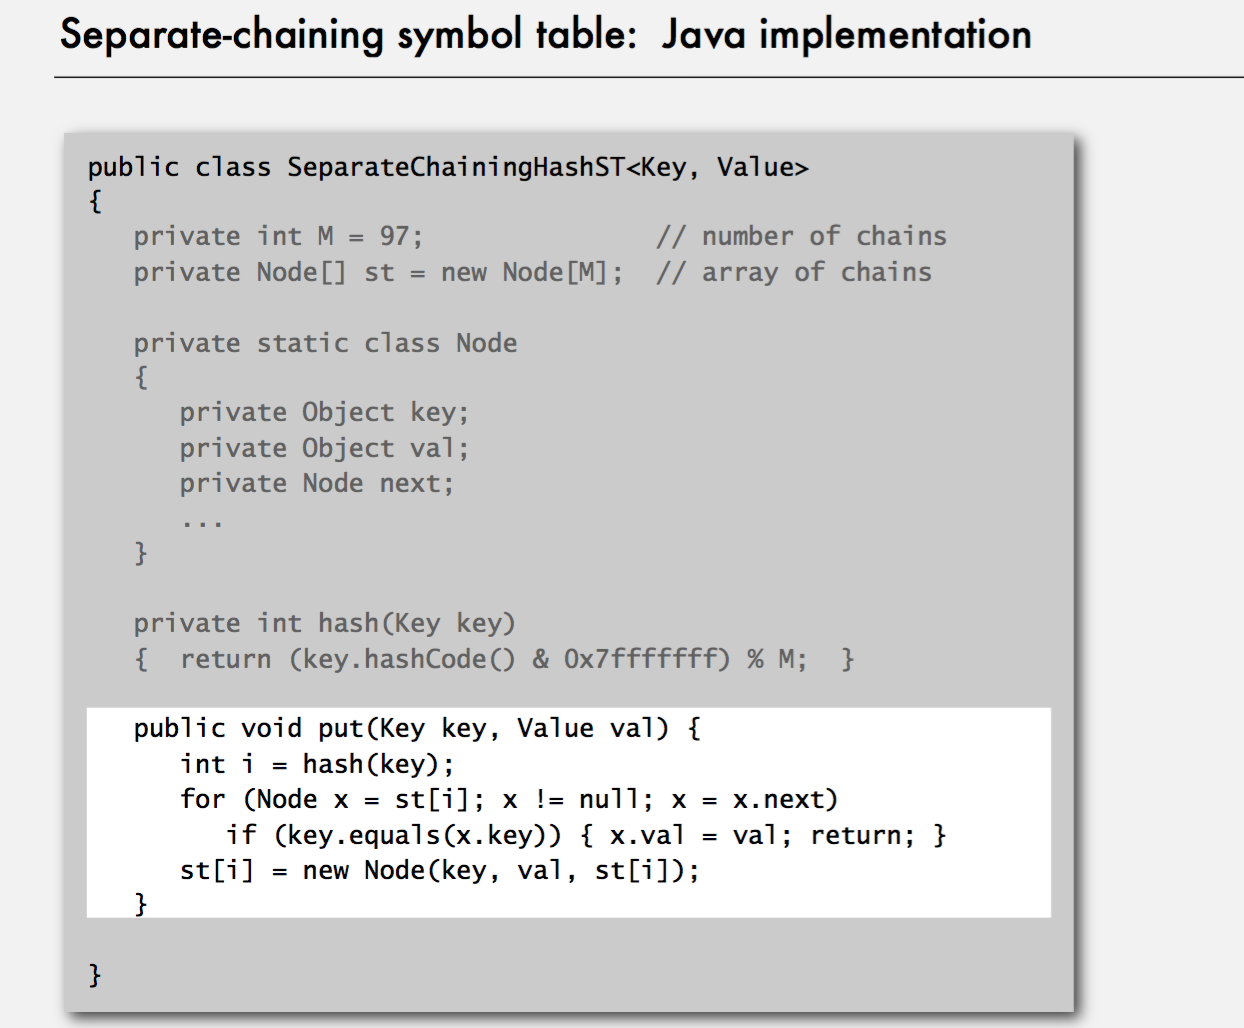 Separate-chaining symbol table: Java implementation
public class SeparateChainingHashST<Key, Value>
{
private int M = 97; // number of chains
private Node[] st = new Node[M]; // array of chains
private static class Node
{
private Object key;
private Object val;
private Node next;
...
}
private int hash(Key key)
{ return (key.hashCode() & 0x7fffffff) % M; }
public void put(Key key, Value val) {
int i = hash(key);
for (Node x = st[i]; x != null; x = x.next)
if (key.equals(x.key)) { x.val = val; return; }
st[i] = new Node(key, val, st[i]);
}
}